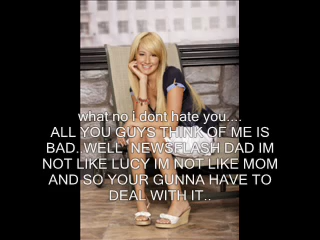 what no i dont hate you....
ALL YOU GUYS THINK OF ME IS
BAD..WELL  NEWSFLASH DAD IM
NOT LIKE LUCY IM NOT LIKE MOM
AND SO YOUR GUNNA HAVE TO
DEAL WITH IT..